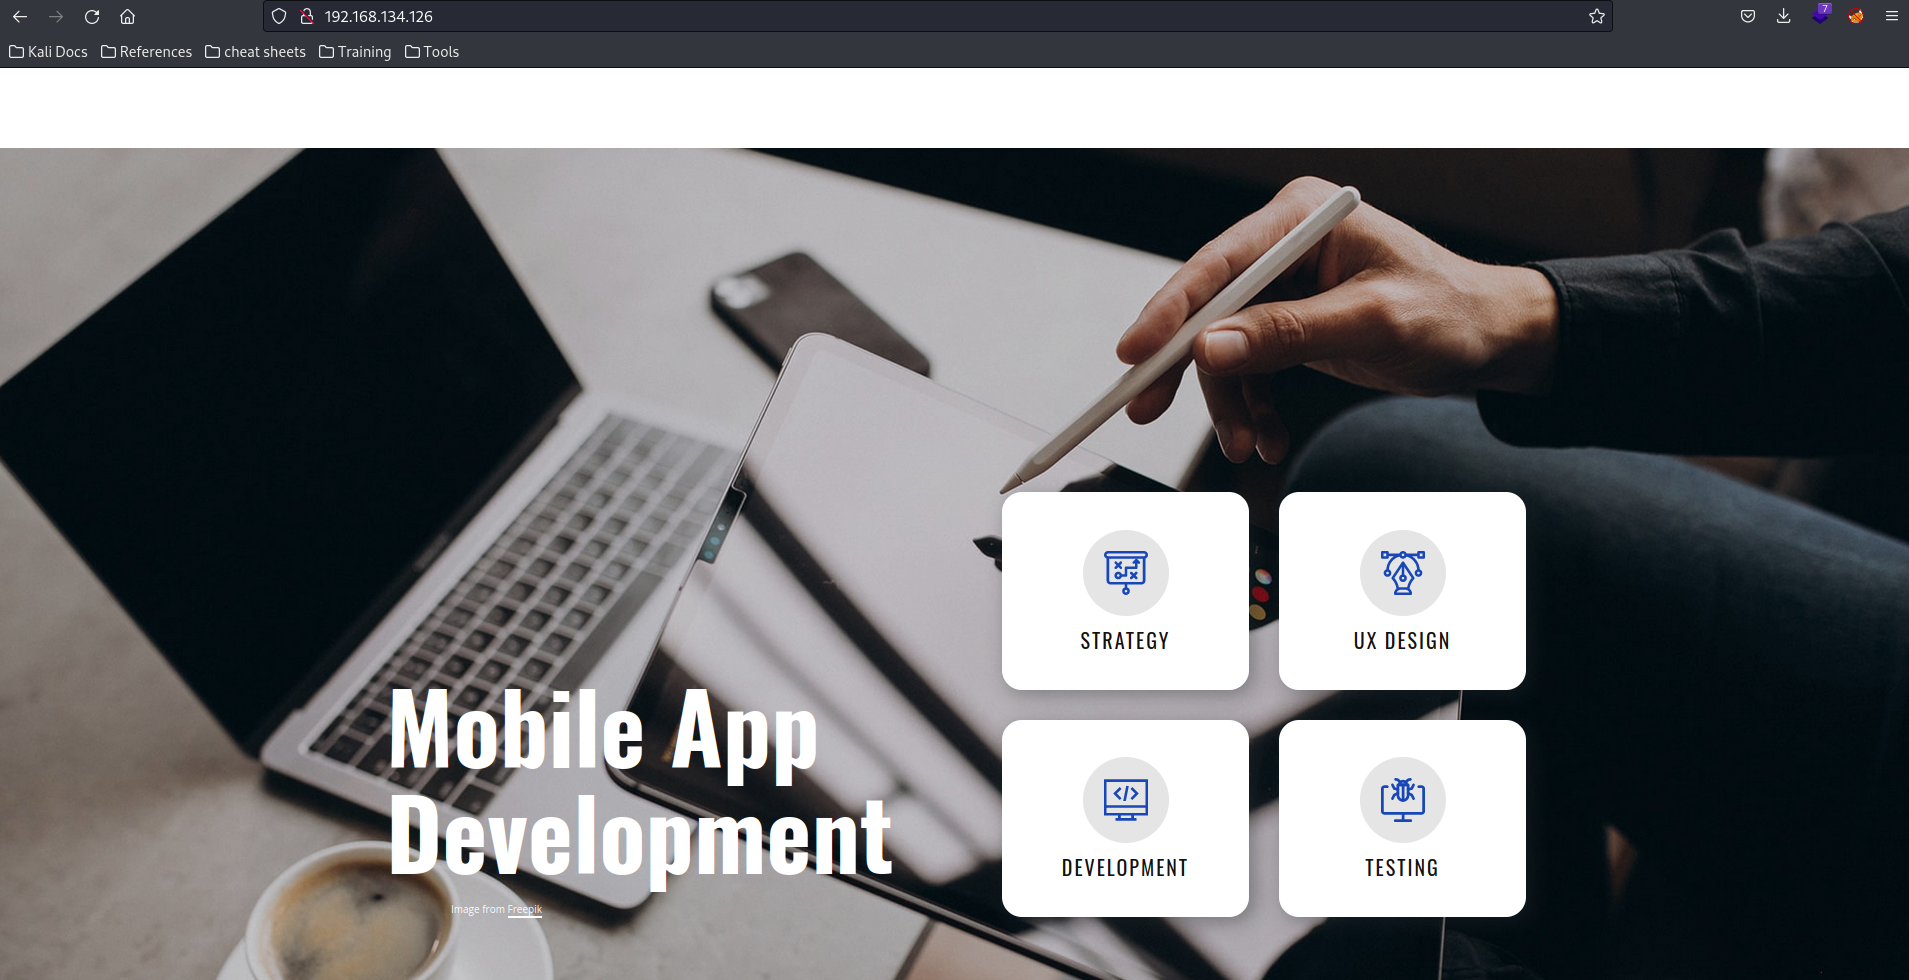 192.168.134.126
7
Kali Docs References cheat sheets Training Tools
STRATEGY UX DESIGN
Mobile App
Development
DEVELOPMENT TESTING
Image from Freepik